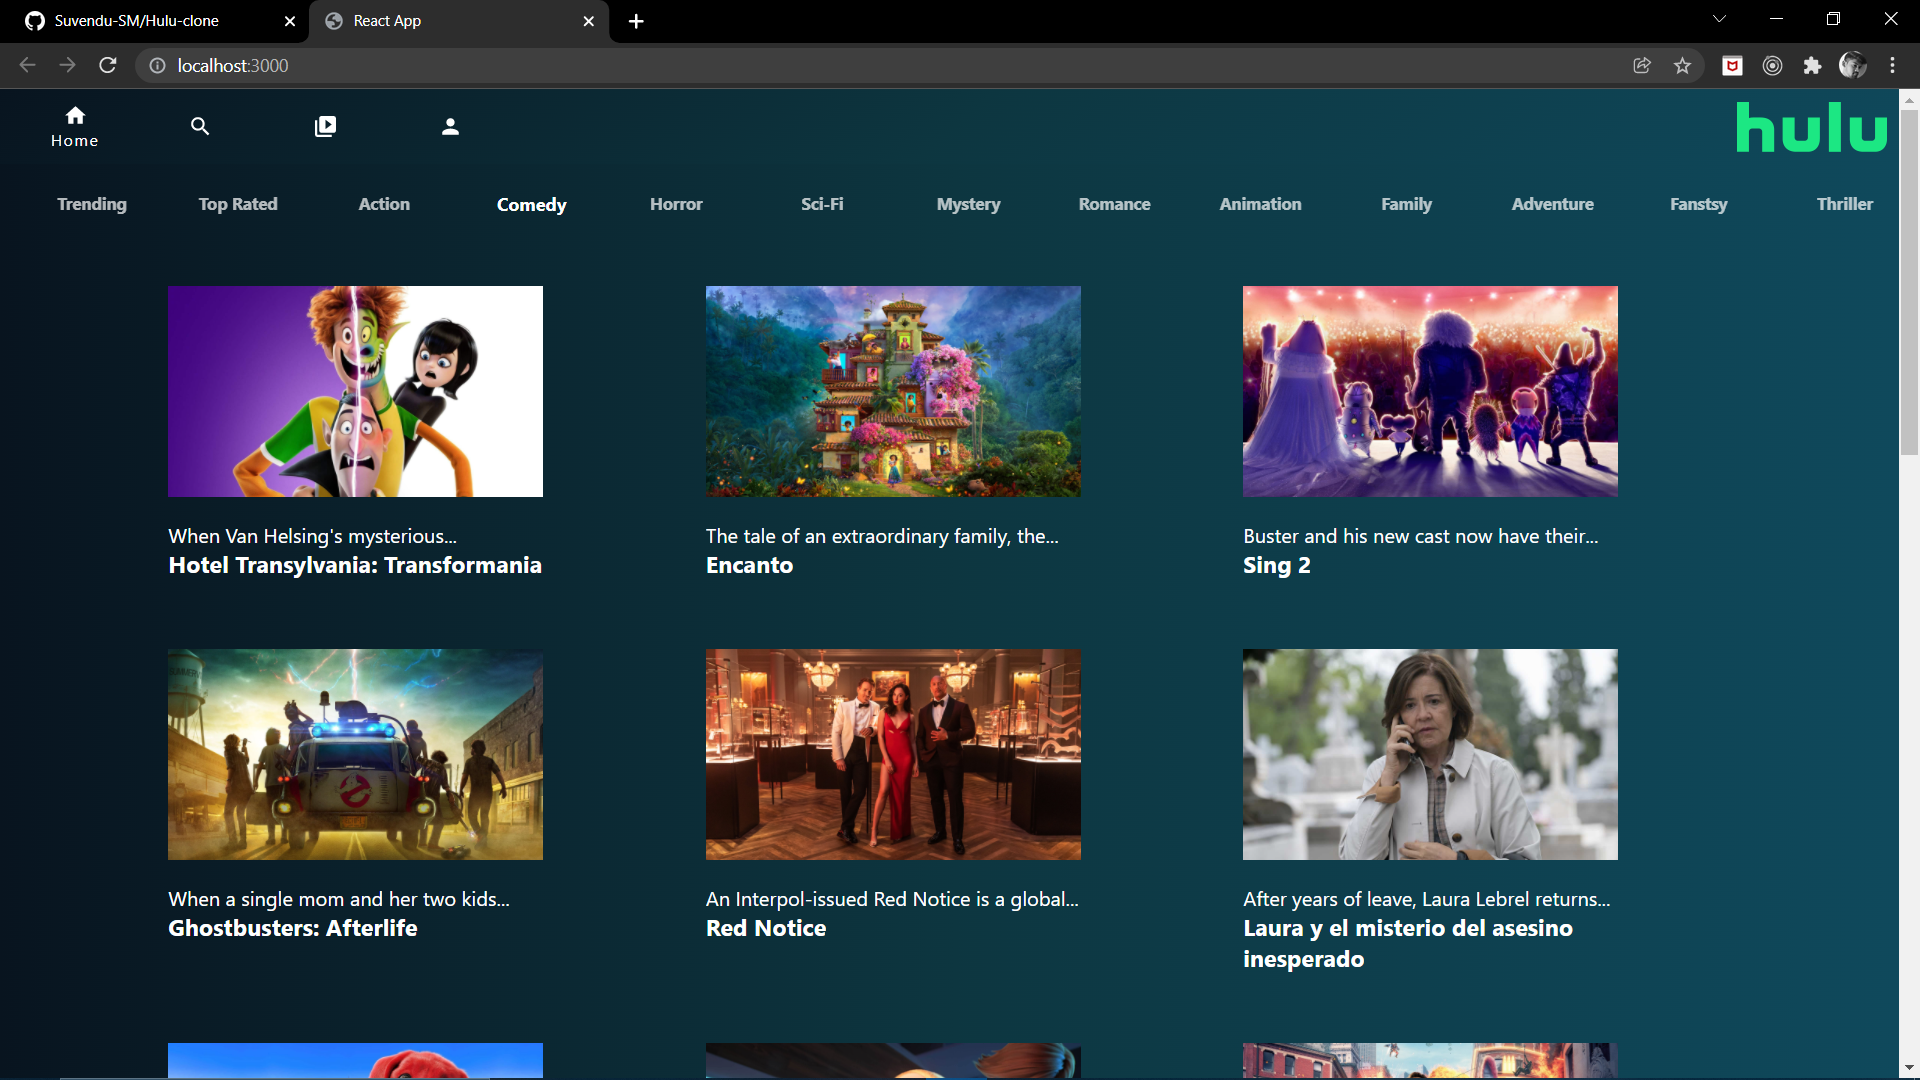 Suvendu-SM/Hulu-clone
React App
localhost:3000
Home
hulu
Trending Top Rated Action Comedy Horror Sci-Fi Mystery Romance Animation Family Adventure Fanstsy Thriller
When Van Helsing's mysterious...
Hotel Transylvania: Transformania
The tale of an extraordinary family, the...
Encanto
Buster and his new cast now have their...
Sing 2
When a single mom and her two kids...
Ghostbusters: Afterlife
An Interpol-issued Red Notice is a global...
Red Notice
After years of leave, Laura Lebrel returns...
Laura y el misterio del asesino
inesperado